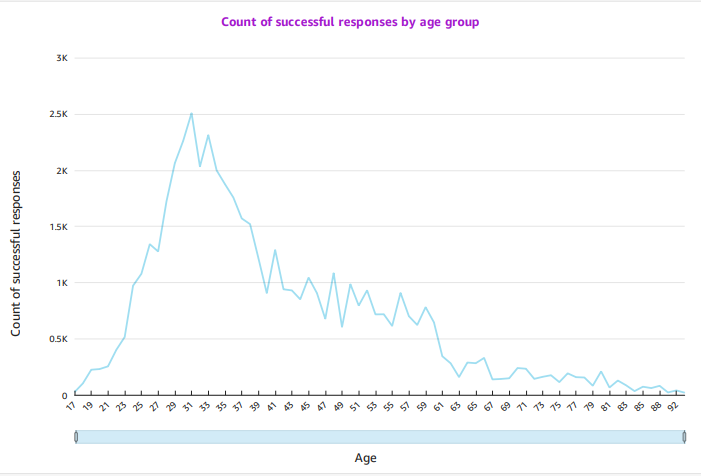 Count of successful responses by age group
3K
2.5K
2K
1.5K
1K
0.5K
0
Count of successful responses
17 19 21 23 25 27 29 31 33 35 37 39 41 43 45 47 49 51 53 55 57 59 61 63 65 67 69 71 73 75 77 79 81 83 85 88 92
Age